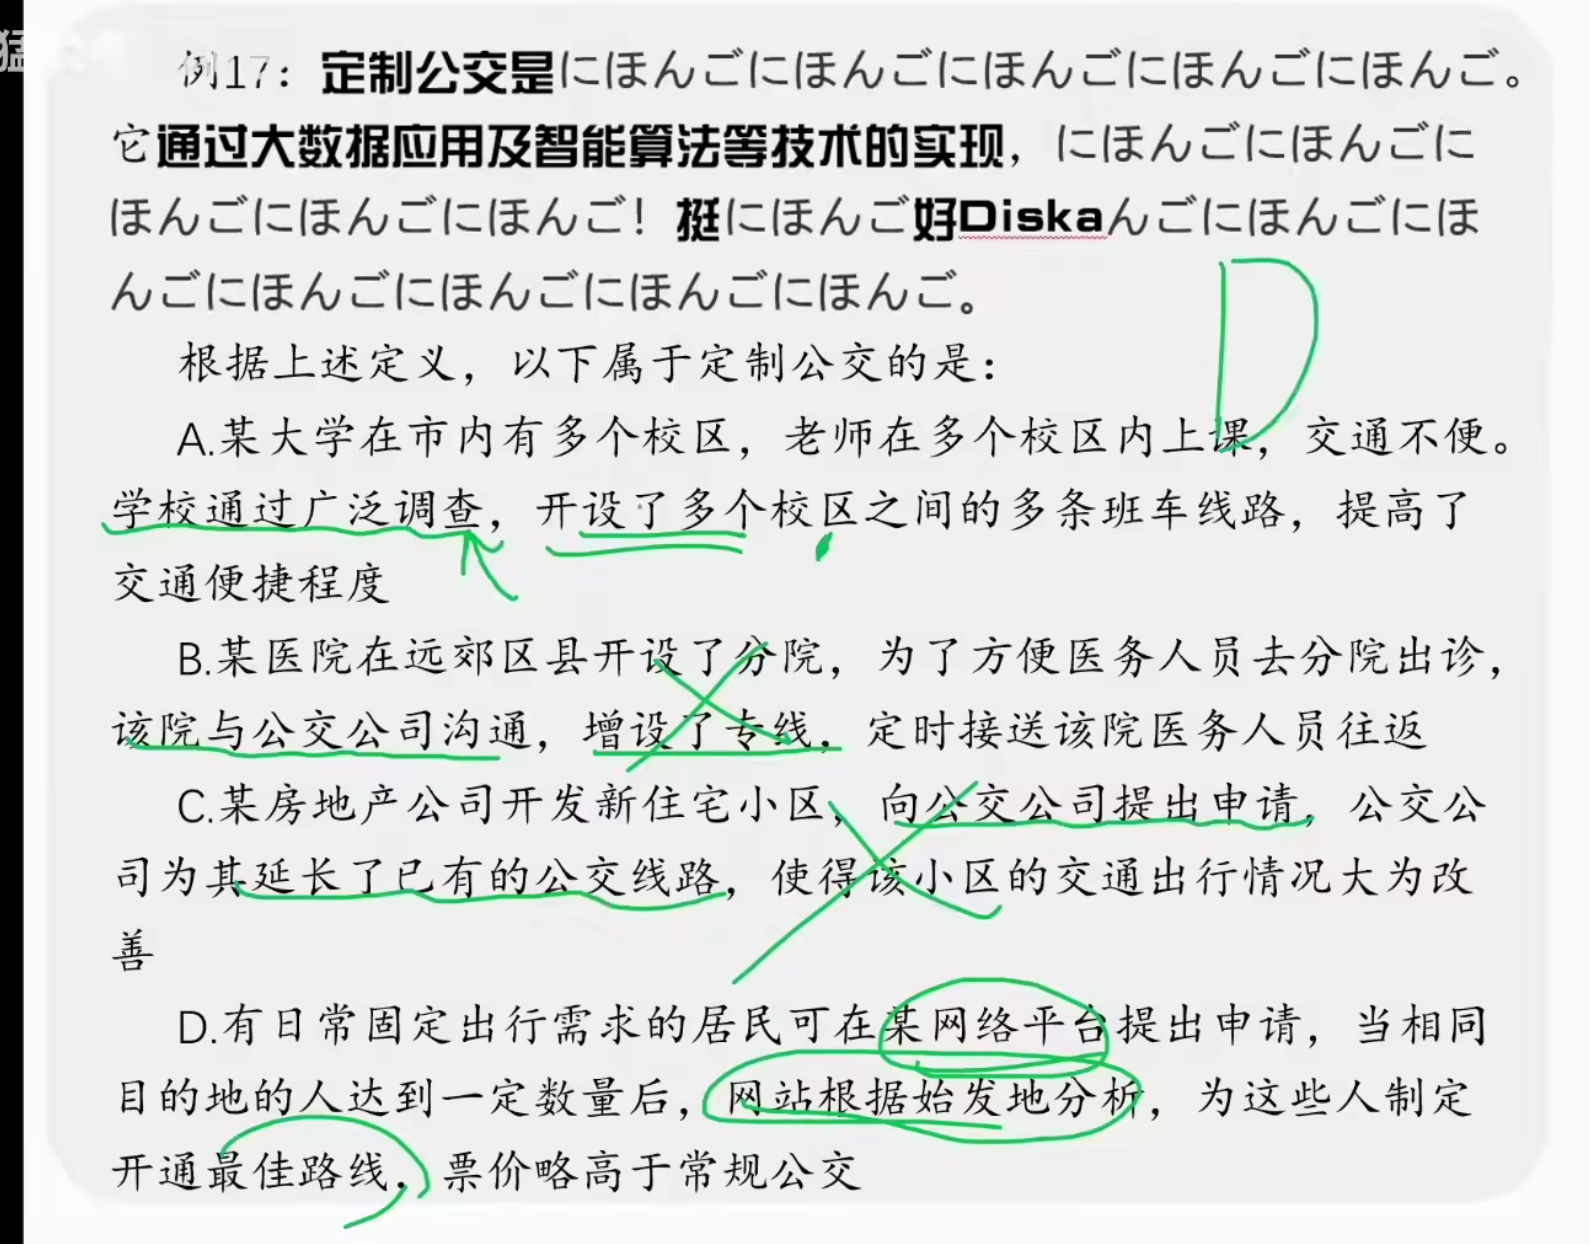 猛
例17：定制公交是にほんごにほんごにほんごにほんごにほんご。
它通过大数据应用及智能算法等技术的实现，にほんごにほんごに
ほんごにほんごにほんご！挺にほんご好Diskaんごにほんごにほ
んごにほんごにほんごにほんごにほんご。
D
根据上述定义，以下属于定制公交的是：
A.某大学在市内有多个校区，老师在多个校区内上课，交通不便。
学校通过广泛调查，开设了多个校区之间的多条班车线路，提高了
交通便捷程度
B.某医院在远郊区县开设了分院，为了方便医务人员去分院出诊，
该院与公交公司沟通，增设了专线，定时接送该院医务人员往返
C.某房地产公司开发新住宅小区，向公交公司提出申请，公交公
司为其延长了已有的公交线路，使得该小区的交通出行情况大为改
善
D.有日常固定出行需求的居民可在某网络平台提出申请，当相同
目的地的人达到一定数量后，网站根据始发地分析，为这些人制定
开通最佳路线，票价略高于常规公交